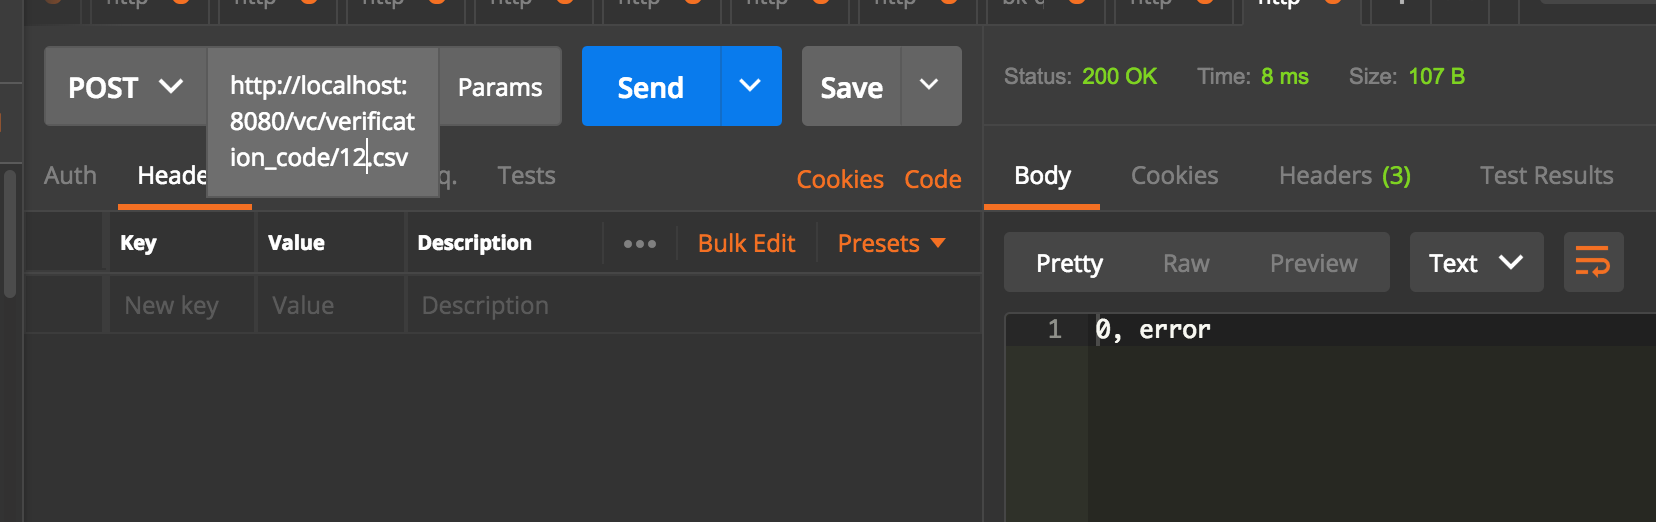 POST
http://localhost:
8080/vc/verificat
ion_code/12.csv
Params
Send
Save
Status: 200 OK Time: 8 ms Size: 107 B
Auth Heade q. Tests Cookies Code
Body Cookies Headers (3) Test Results
Key Value Description ••• Bulk Edit Presets
New key Value Description
Pretty Raw Preview Text
1 0, error